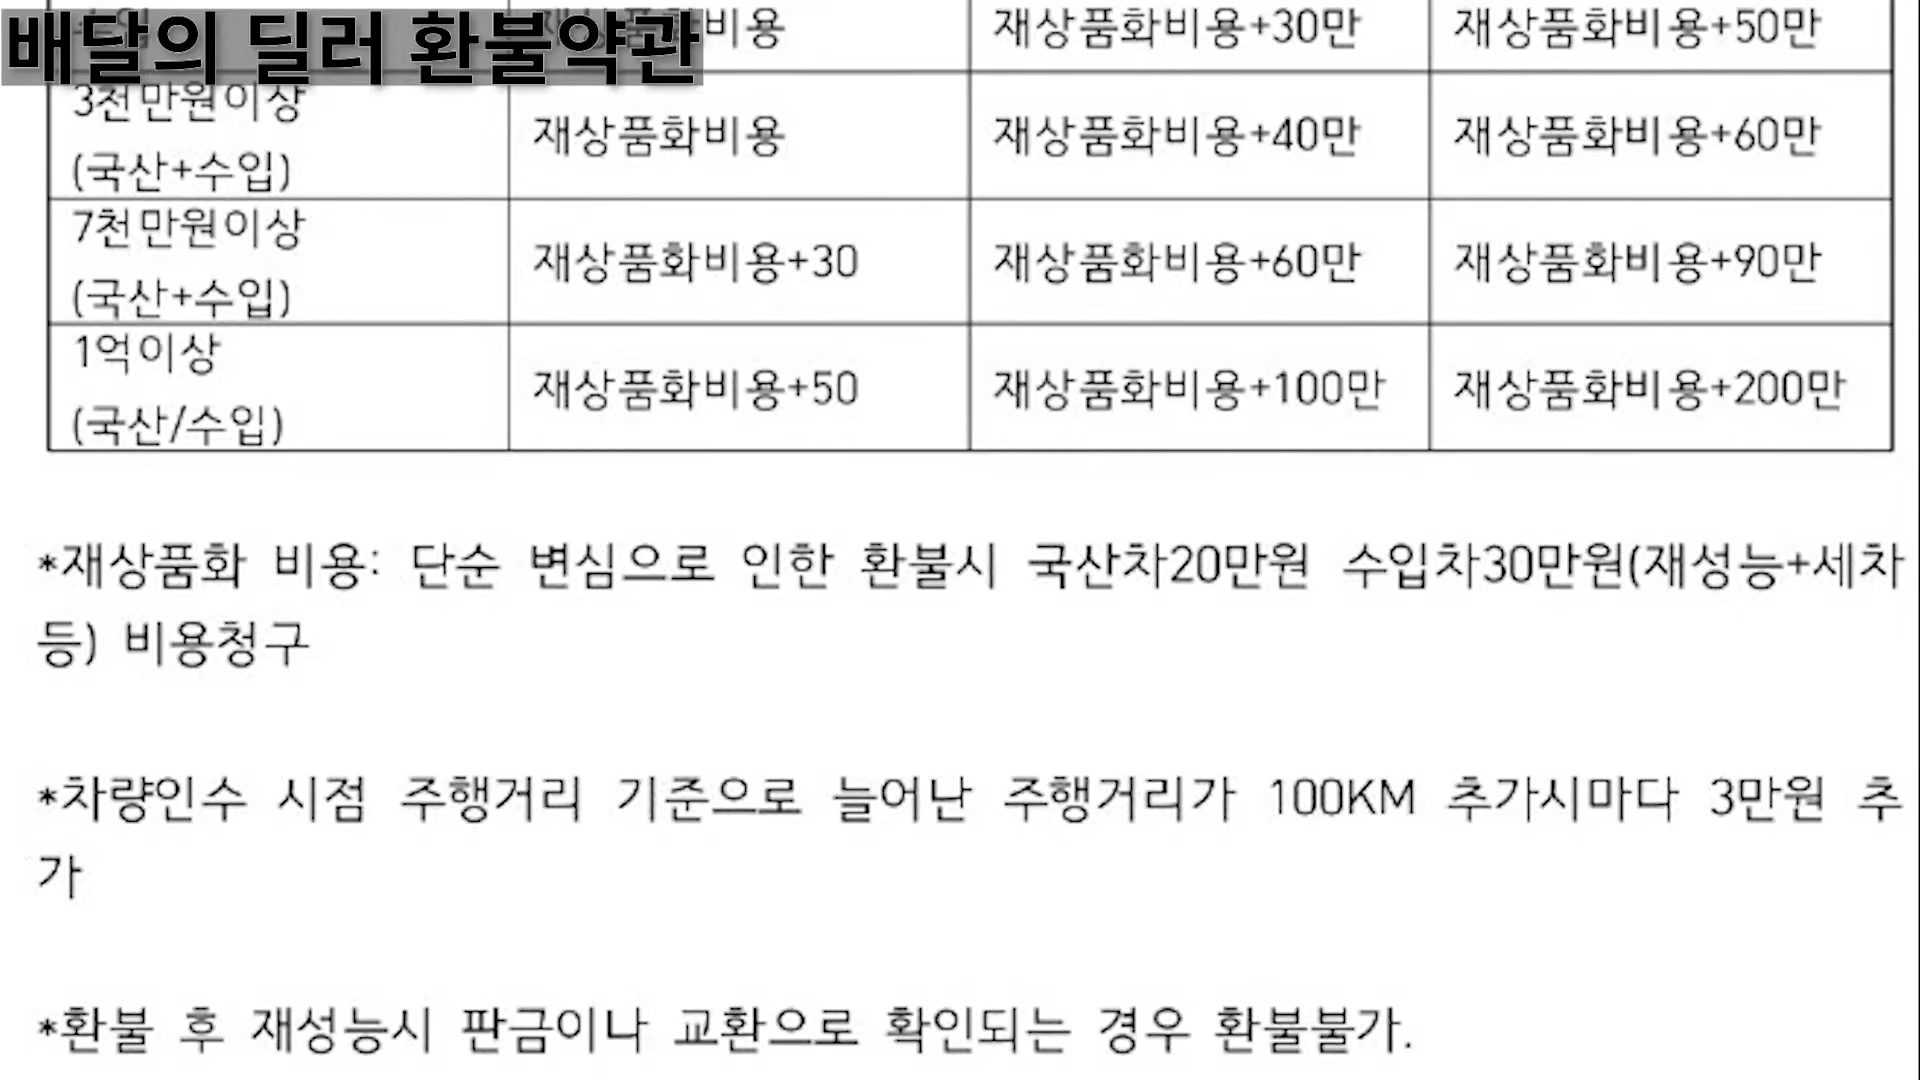 배달의 딜러 환불약관
비용 재상품화비용+30만 재상품화비용+50만
3천만원이상
(국산+수입) 재상품화비용 재상품화비용+40만 재상품화비용+60만
7천만원이상
(국산+수입) 재상품화비용+30 재상품화비용+60만 재상품화비용+90만
1억이상
(국산/수입) 재상품화비용+50 재상품화비용+100만 재상품화비용+200만
*재상품화 비용: 단순 변심으로 인한 환불시 국산차20만원 수입차30만원(재성능+세차
등) 비용청구
*차량인수 시점 주행거리 기준으로 늘어난 주행거리가 100KM 추가시마다 3만원 추
가
*환불 후 재성능시 판금이나 교환으로 확인되는 경우 환불불가.